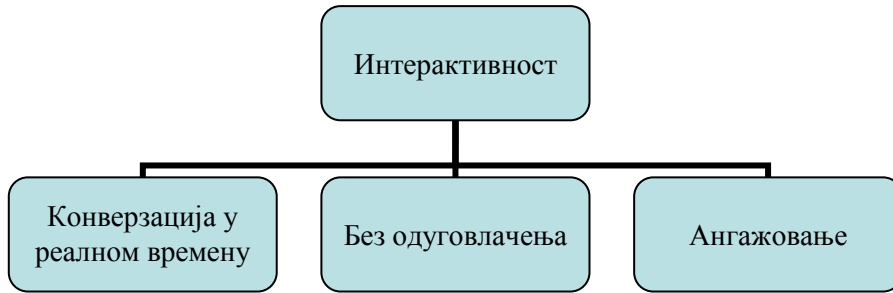 Интерактивност
Конверзација у
реалном времену
Без одуговлачења
Ангажовање